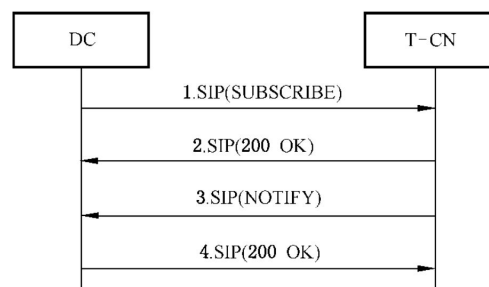 DC
T-CN
1.SIP(SUBSCRIBE)
2.SIP(200 OK)
3.SIP(NOTIFY)
4.SIP(200 OK)